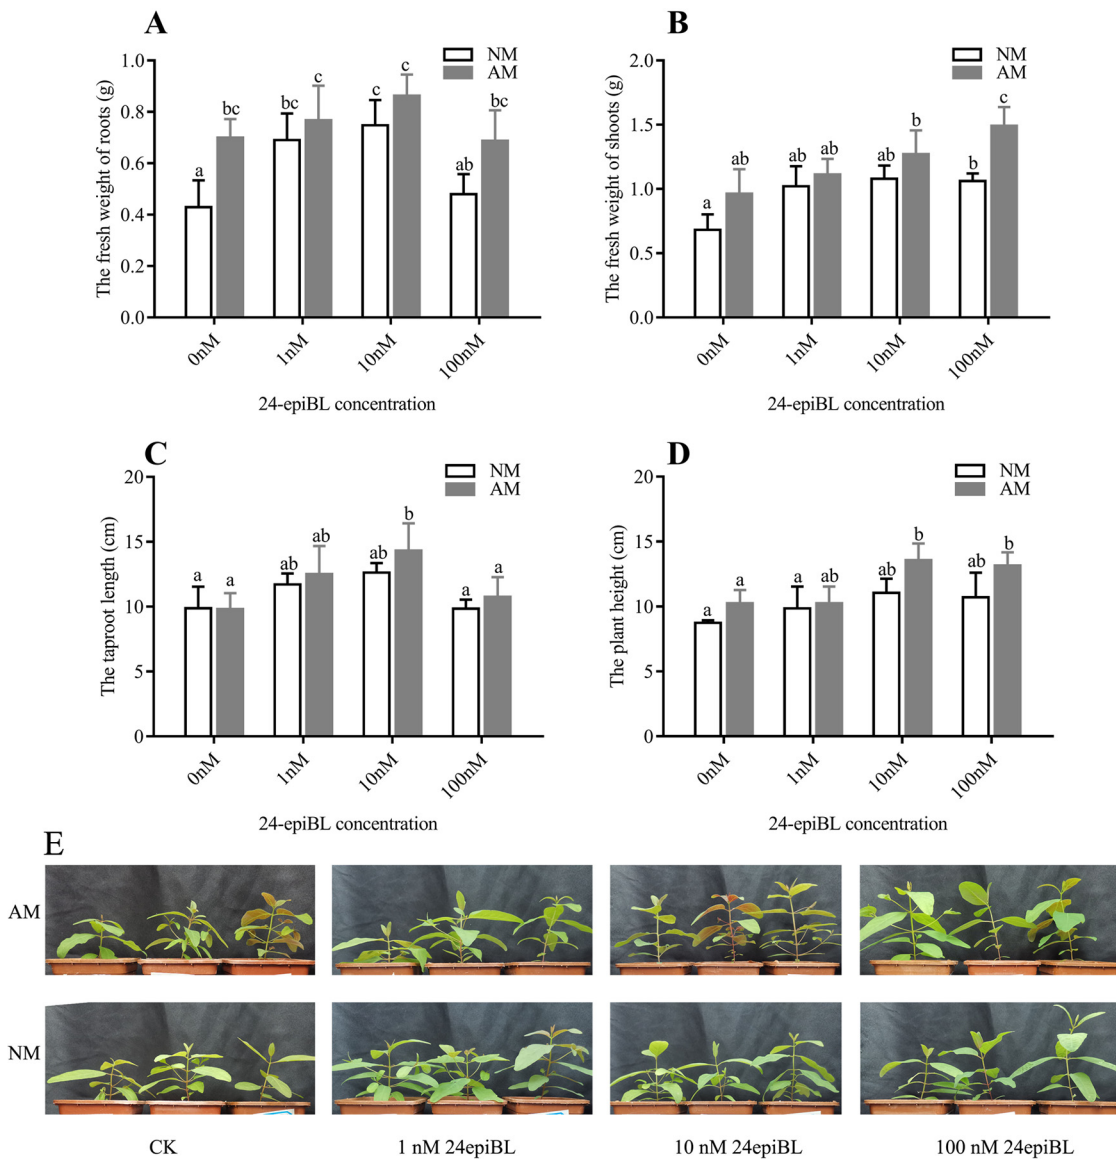 A
The fresh weight of roots (g)
1.0
0.8
0.6
0.4
0.2
0.0
NM
AM
a
bc
bc
c
c
c
ab
bc
0nM
1nM
10nM
100nM
24-epiBL concentration
B
The fresh weight of shoots (g)
2.0
1.5
1.0
0.5
0.0
NM
AM
a
ab
ab
ab
ab
b
b
c
0nM
1nM
10nM
100nM
24-epiBL concentration
C
The taproot length (cm)
20
15
10
5
0
NM
AM
a
a
ab
ab
ab
b
a
a
0nM
1nM
10nM
100nM
24-epiBL concentration
D
The plant height (cm)
20
15
10
5
0
NM
AM
a
a
a
ab
ab
b
ab
b
0nM
1nM
10nM
100nM
24-epiBL concentration
E
AM
NM
CK
1 nM 24epiBL
10 nM 24epiBL
100 nM 24epiBL